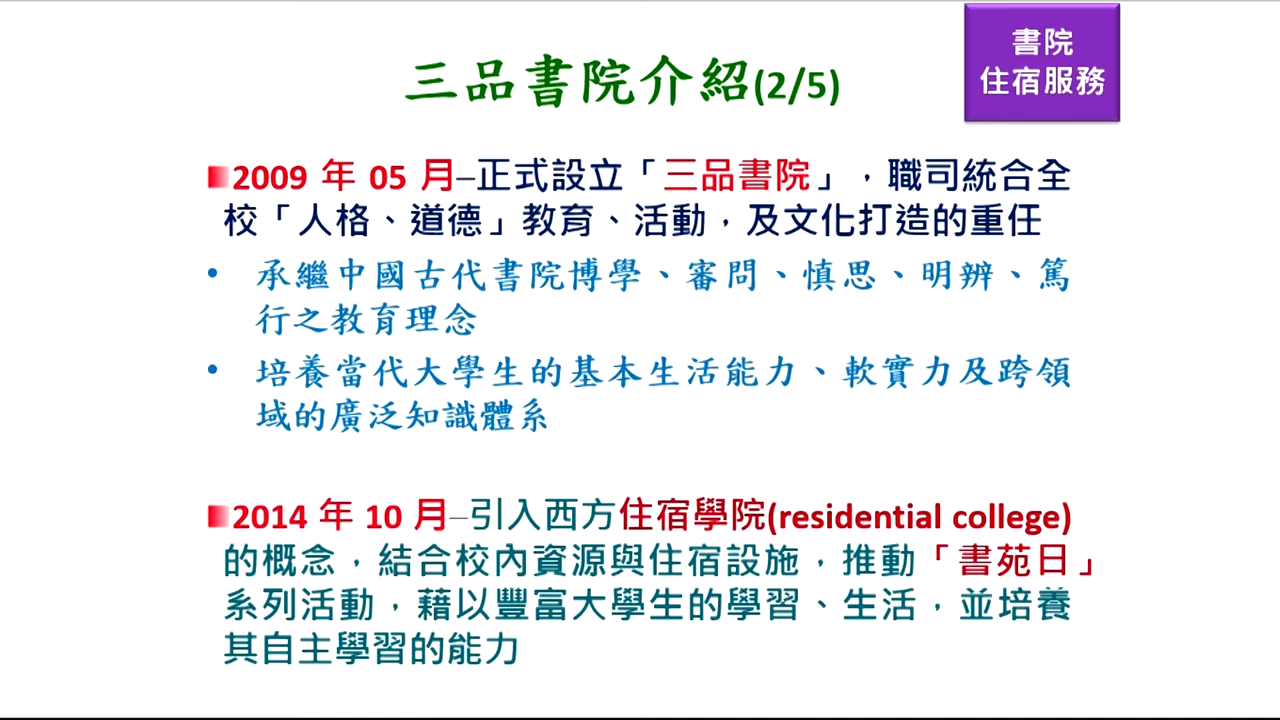 書院
住宿服務
三品書院介紹(2/5)
2009 年 05 月–正式設立「三品書院」，職司統合全
校「人格、道德」教育、活動，及文化打造的重任
• 承繼中國古代書院博學、審問、慎思、明辨、篤
行之教育理念
• 培養當代大學生的基本生活能力、軟實力及跨領
域的廣泛知識體系
2014 年 10 月–引入西方住宿學院(residential college)
的概念，結合校內資源與住宿設施，推動「書苑日」
系列活動，藉以豐富大學生的學習、生活，並培養
其自主學習的能力